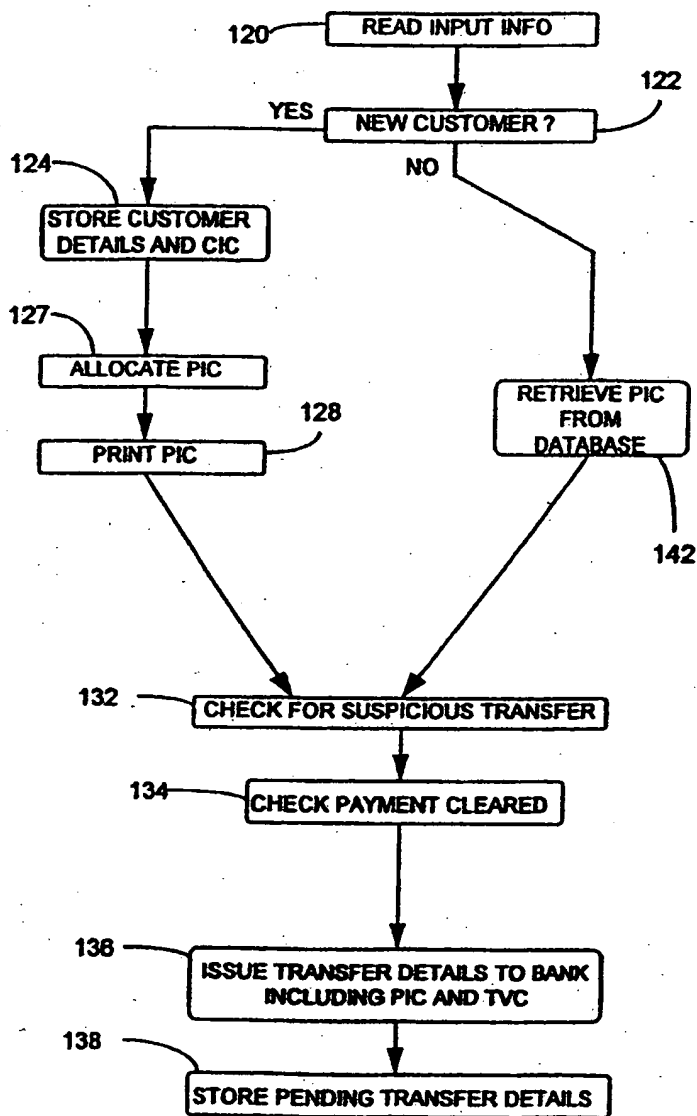 120
READ INPUT INFO
122
YES
NEW CUSTOMER ?
NO
124
STORE CUSTOMER
DETAILS AND CIC
127
ALLOCATE PIC
128
PRINT PIC
RETRIEVE PIC
FROM
DATABASE
142
132
CHECK FOR SUSPICIOUS TRANSFER
134
CHECK PAYMENT CLEARED
136
ISSUE TRANSFER DETAILS TO BANK
INCLUDING PIC AND TVC
138
STORE PENDING TRANSFER DETAILS